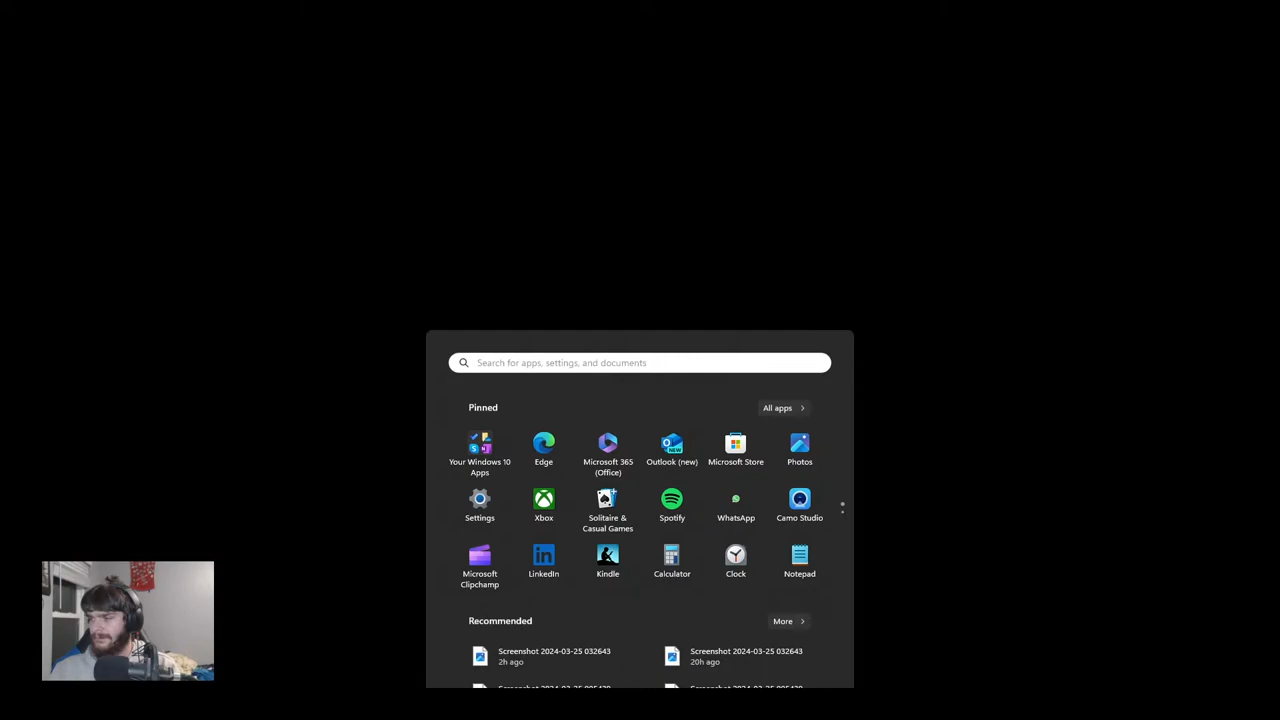 Search for apps, settings, and documents
Pinned
All apps
Your Windows 10
Apps
Edge
Microsoft 365
(Office)
Outlook (new)
Microsoft Store
Photos
Settings
Xbox
Solitaire &
Casual Games
Spotify
WhatsApp
Camo Studio
Microsoft
Clipchamp
LinkedIn
Kindle
Calculator
Clock
Notepad
Recommended
More
Screenshot 2024-03-25 032643
2h ago
Screenshot 2024-03-25 032643
20h ago